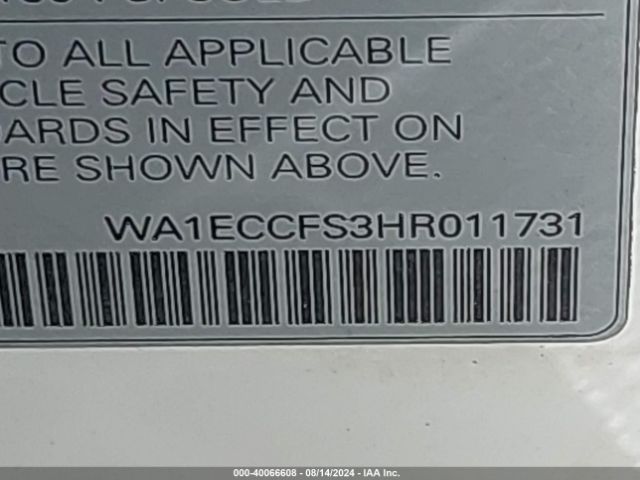 TO ALL APPLICABLE
CLE SAFETY AND
ARDS IN EFFECT ON
RE SHOWN ABOVE.
WA1ECCFS3HR011731
000-40066608 - 08/14/2024 - IAA Inc.